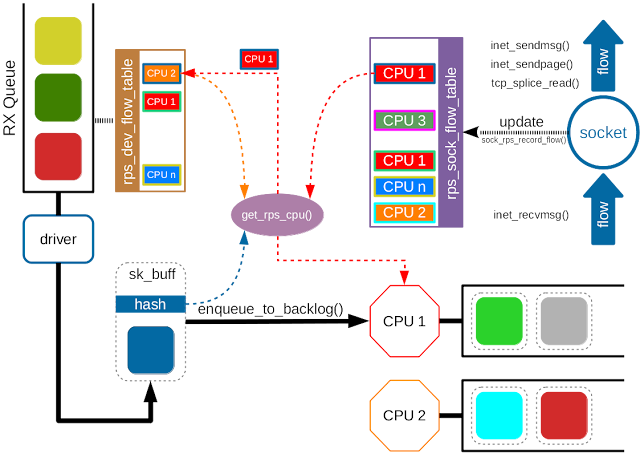 RX Queue
rps_dev_flow_table
CPU 2
CPU 1
CPU n
CPU 1
CPU 1
CPU 3
CPU 1
CPU n
CPU 2
rps_sock_flow_table
inet_sendmsg()
inet_sendpage()
tcp_splice_read()
flow
update
sock_rps_record_flow()
socket
inet_recvmsg()
flow
get_rps_cpu()
driver
sk_buff
hash
enqueue_to_backlog()
CPU 1
CPU 2